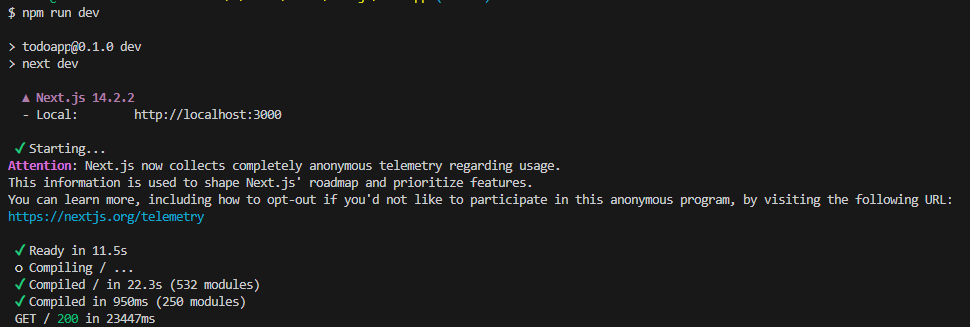 $ npm run dev
> todoapp@0.1.0 dev
> next dev
▲ Next.js 14.2.2
- Local: http://localhost:3000
✓ Starting...
Attention: Next.js now collects completely anonymous telemetry regarding usage.
This information is used to shape Next.js' roadmap and prioritize features.
You can learn more, including how to opt-out if you'd not like to participate in this anonymous program, by visiting the following URL:
https://nextjs.org/telemetry
✓ Ready in 11.5s
○ Compiling / ...
✓ Compiled / in 22.3s (532 modules)
✓ Compiled in 950ms (250 modules)
GET / 200 in 23447ms